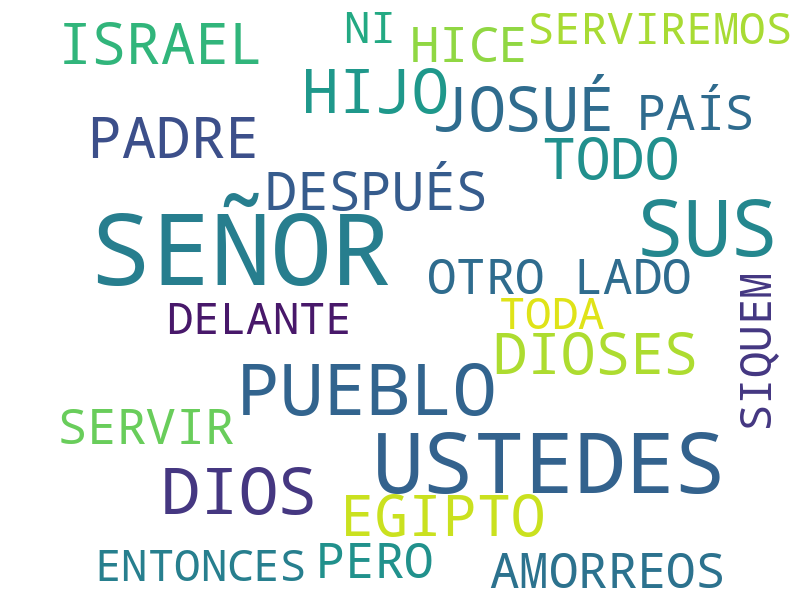 ISRAEL
NI
HICE
SERVIREMOS
HIJO
JOSUÉ
PAÍS
PADRE
TODO
DESPUÉS
SEÑOR
SUS
OTRO LADO
DELANTE
TODA
SIQUEM
DIOSES
PUEBLO
SERVIR
USTEDES
DIOS
EGIPTO
ENTONCES
PERO
AMORREOS